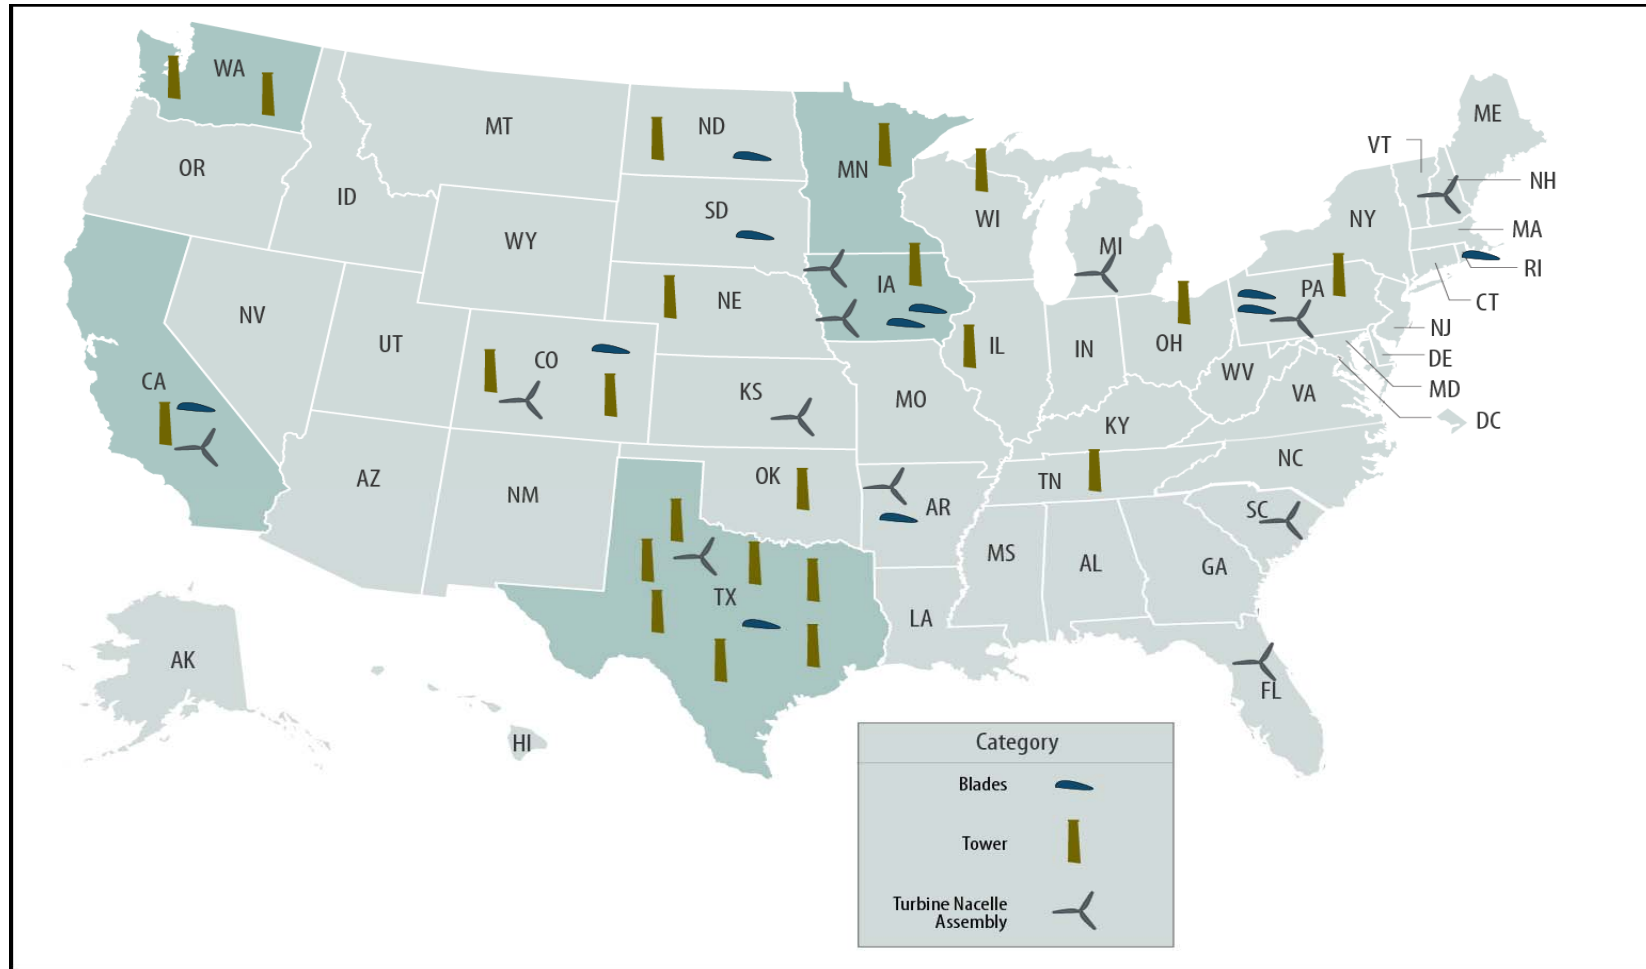 WA
MT
ND
MN
OR
ID
SD
WY
WI
MI
NY
VT
ME
NH
MA
RI
CT
NJ
DE
MD
DC
NE
IA
PA
NV
UT
CO
IL
IN
OH
WV
VA
CA
KS
MO
KY
AZ
NM
OK
AR
TN
NC
SC
TX
LA
MS
AL
GA
FL
AK
HI
Category
Blades
Tower
Turbine Nacelle
Assembly